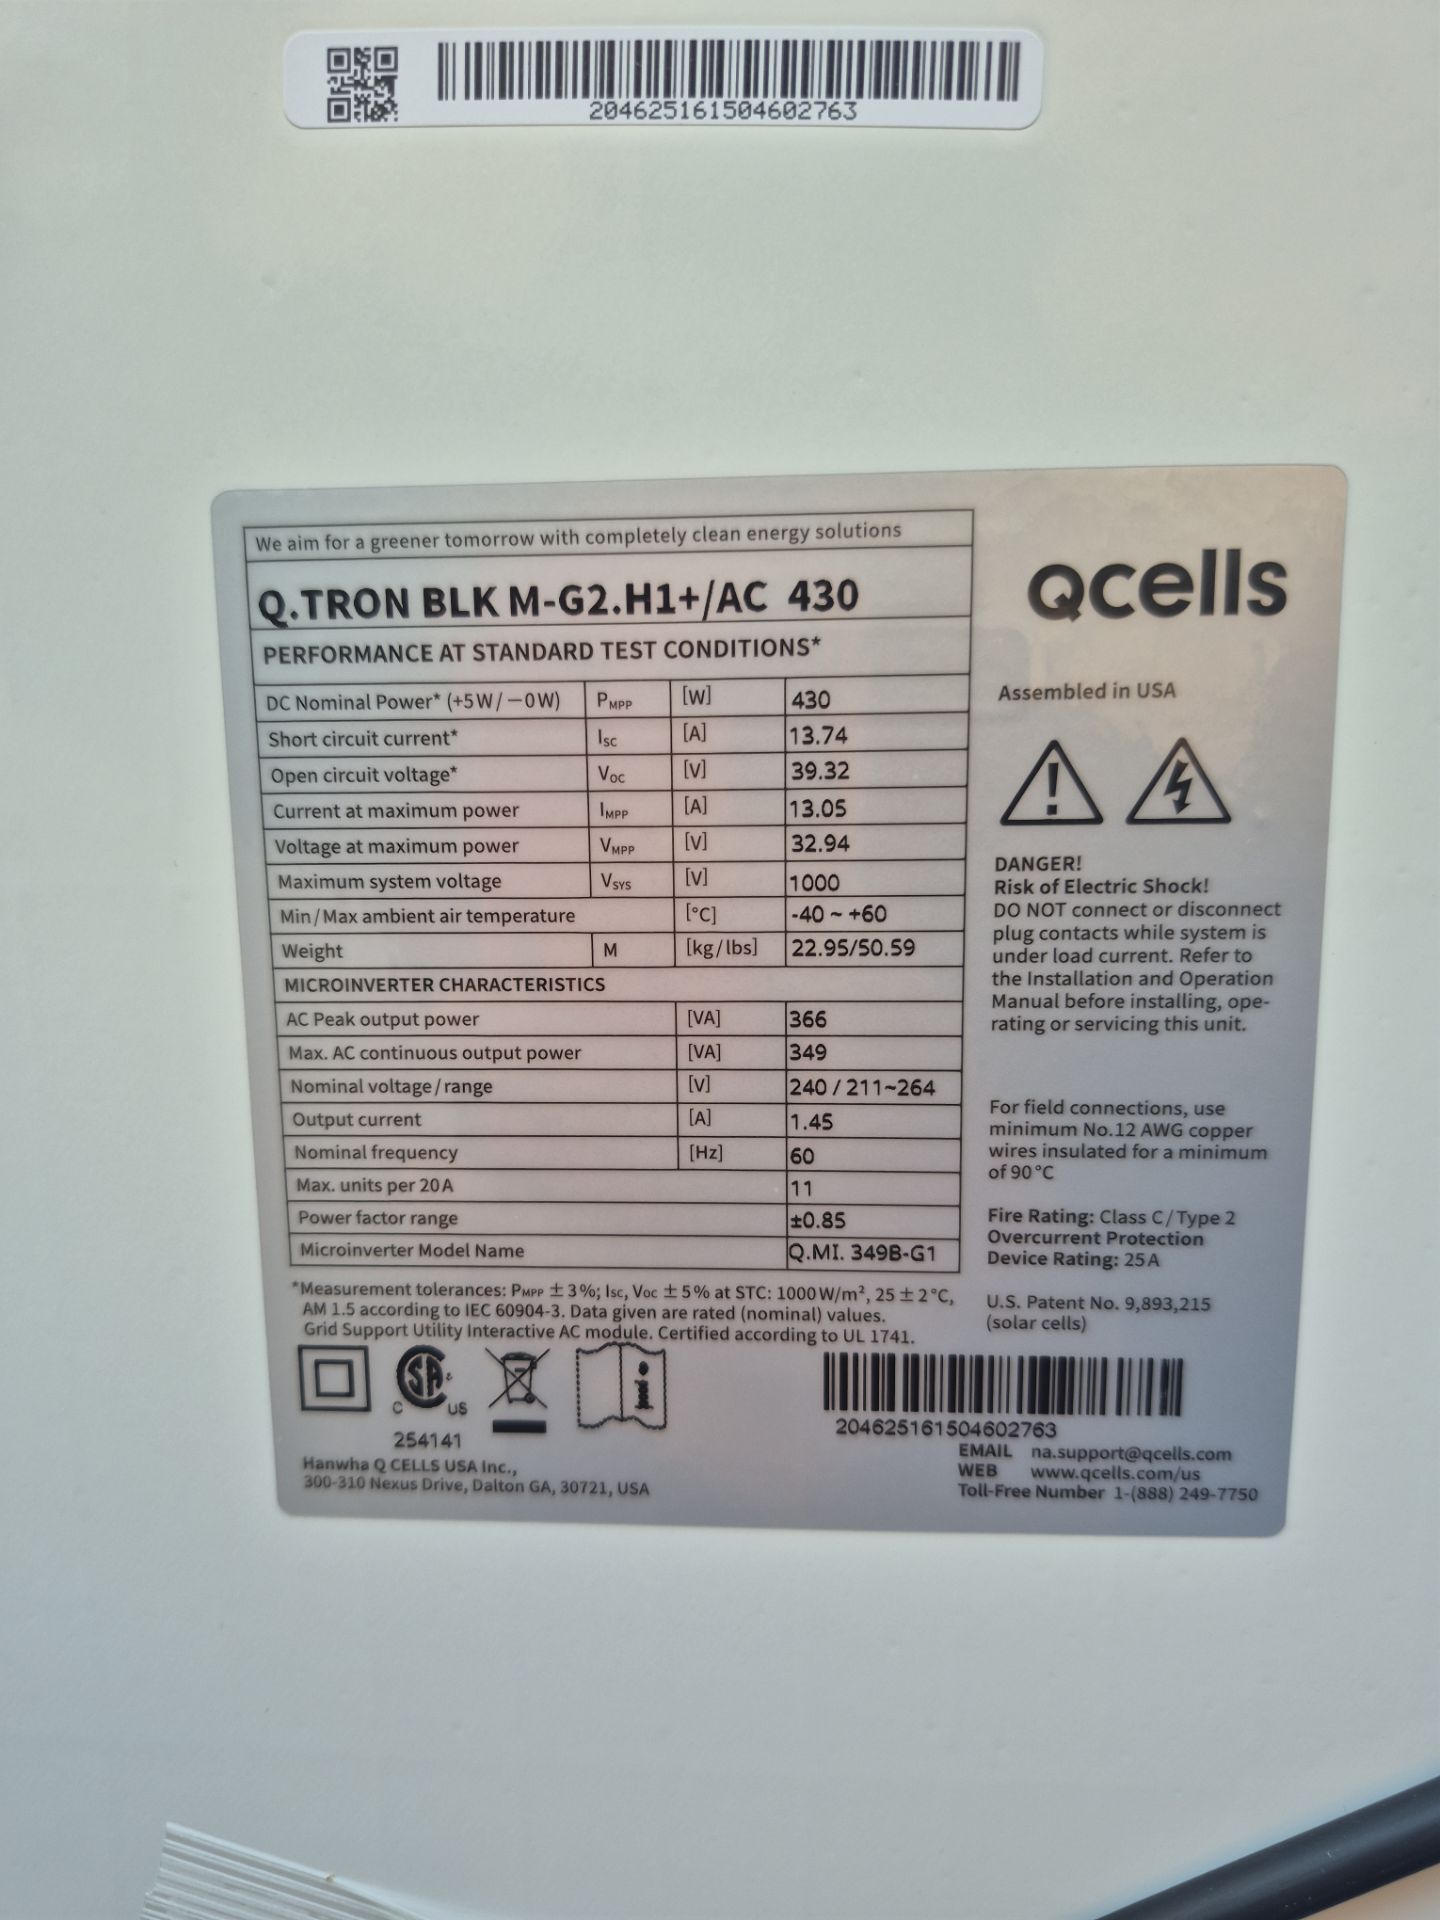 204625161504602763
We aim for a greener tomorrow with completely clean energy solutions
Q.TRON BLK M-G2.H1+/AC 430
PERFORMANCE AT STANDARD TEST CONDITIONS*
DC Nominal Power* (+5W/−0W) PMPP [W] 430
Short circuit current* ISC [A] 13.74
Open circuit voltage* VOC [V] 39.32
Current at maximum power IMPP [A] 13.05
Voltage at maximum power VMPP [V] 32.94
Maximum system voltage VSYS [V] 1000
Min/Max ambient air temperature [°C] -40 ~ +60
Weight M [kg/lbs] 22.95/50.59
MICROINVERTER CHARACTERISTICS
AC Peak output power [VA] 366
Max. AC continuous output power [VA] 349
Nominal voltage/range [V] 240 / 211~264
Output current [A] 1.45
Nominal frequency [Hz] 60
Max. units per 20A 11
Power factor range ±0.85
Microinverter Model Name Q.MI. 349B-G1
*Measurement tolerances: PMPP ±3%; ISC, VOC ±5% at STC: 1000W/m², 25±2°C,
AM 1.5 according to IEC 60904-3. Data given are rated (nominal) values.
Grid Support Utility Interactive AC module. Certified according to UL 1741.
C SA US
254141
Hanwha Q CELLS USA Inc.,
300-310 Nexus Drive, Dalton GA, 30721, USA
Qcells
Assembled in USA
DANGER!
Risk of Electric Shock!
DO NOT connect or disconnect
plug contacts while system is
under load current. Refer to
the Installation and Operation
Manual before installing, ope-
rating or servicing this unit.
For field connections, use
minimum No.12 AWG copper
wires insulated for a minimum
of 90°C
Fire Rating: Class C/Type 2
Overcurrent Protection
Device Rating: 25A
U.S. Patent No. 9,893,215
(solar cells)
204625161504602763
EMAIL na.support@qcells.com
WEB www.qcells.com/us
Toll-Free Number 1-(888) 249-7750